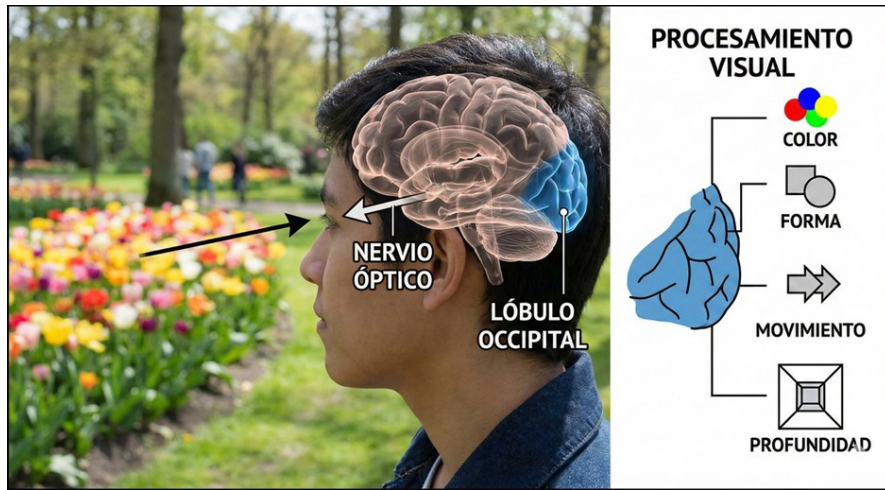 NERVIO
ÓPTICO
LÓBULO
OCCIPITAL
PROCESAMIENTO
VISUAL
COLOR
FORMA
MOVIMIENTO
PROFUNDIDAD